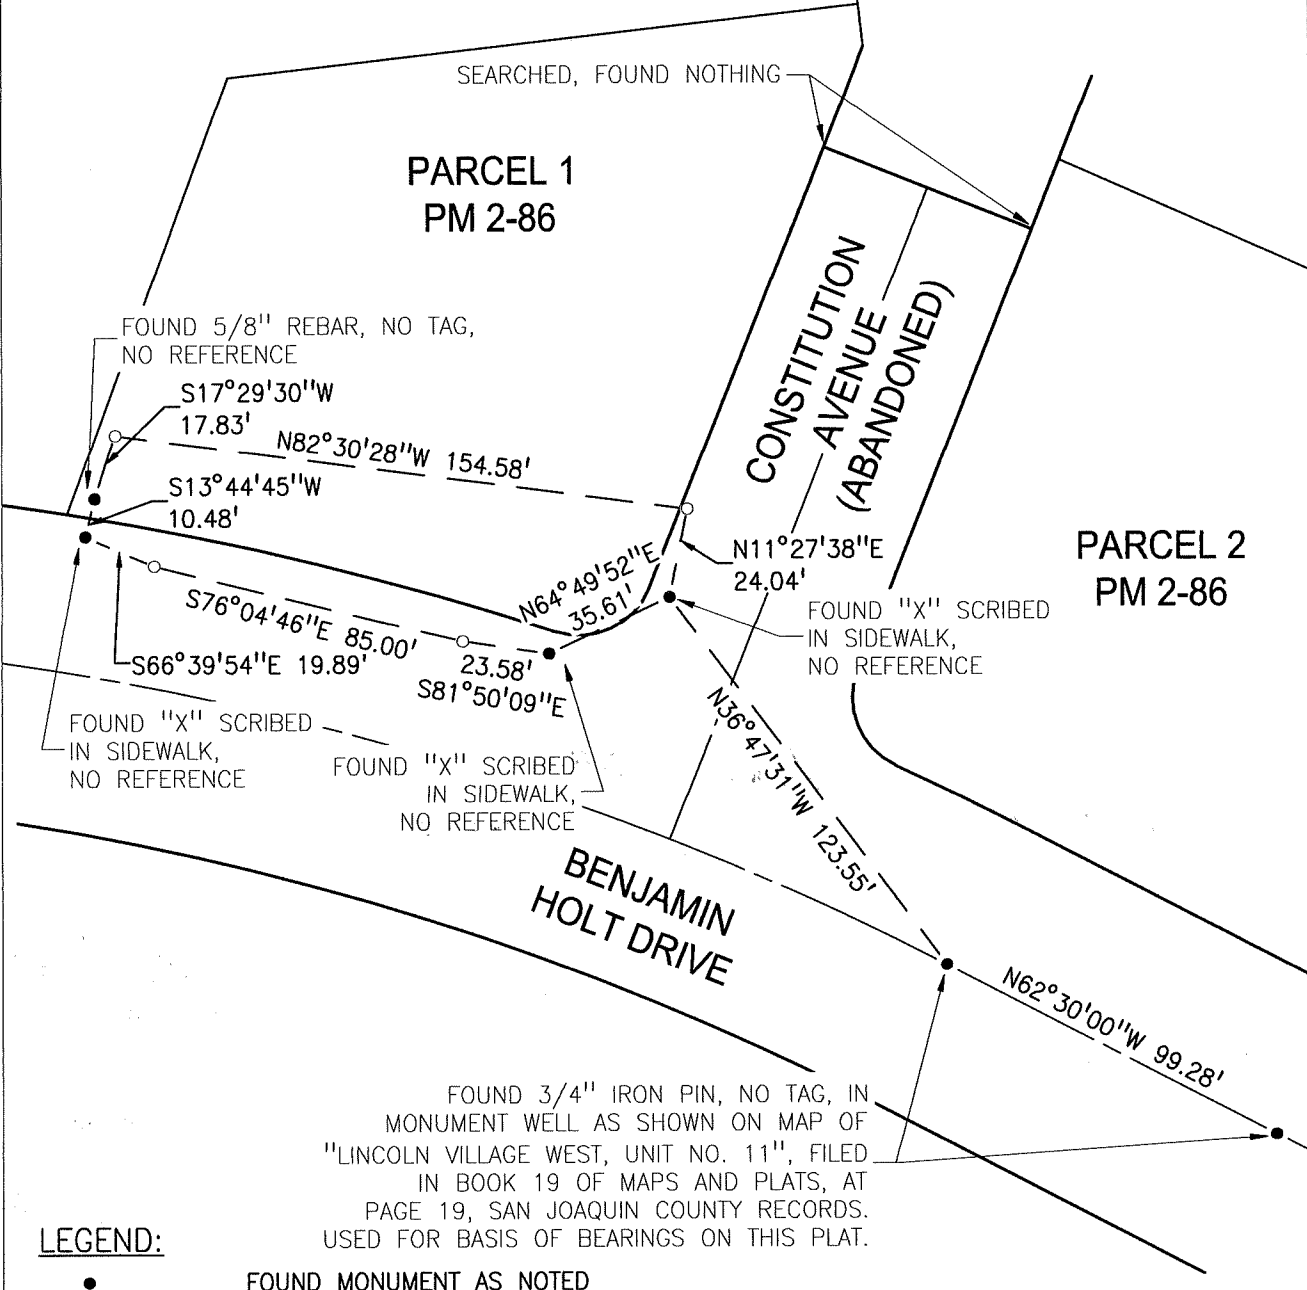 SEARCHED, FOUND NOTHING
PARCEL 1
PM 2-86
CONSTITUTION
AVENUE
(ABANDONED)
FOUND 5/8" REBAR, NO TAG,
NO REFERENCE
S17°29'30"W
17.83'
N82°30'28"W 154.58'
S13°44'45"W
10.48'
N11°27'38"E
24.04'
PARCEL 2
PM 2-86
N64°49'52"E
35.61'
FOUND "X" SCRIBED
IN SIDEWALK,
NO REFERENCE
S76°04'46"E 85.00'
S66°39'54"E 19.89'
23.58'
S81°50'09"E
FOUND "X" SCRIBED
IN SIDEWALK,
NO REFERENCE
FOUND "X" SCRIBED
IN SIDEWALK,
NO REFERENCE
N36°47'31"W 123.55'
BENJAMIN
HOLT DRIVE
N62°30'00"W 99.28'
FOUND 3/4" IRON PIN, NO TAG, IN
MONUMENT WELL AS SHOWN ON MAP OF
"LINCOLN VILLAGE WEST, UNIT NO. 11", FILED
IN BOOK 19 OF MAPS AND PLATS, AT
PAGE 19, SAN JOAQUIN COUNTY RECORDS.
USED FOR BASIS OF BEARINGS ON THIS PLAT.
LEGEND:
FOUND MONUMENT AS NOTED